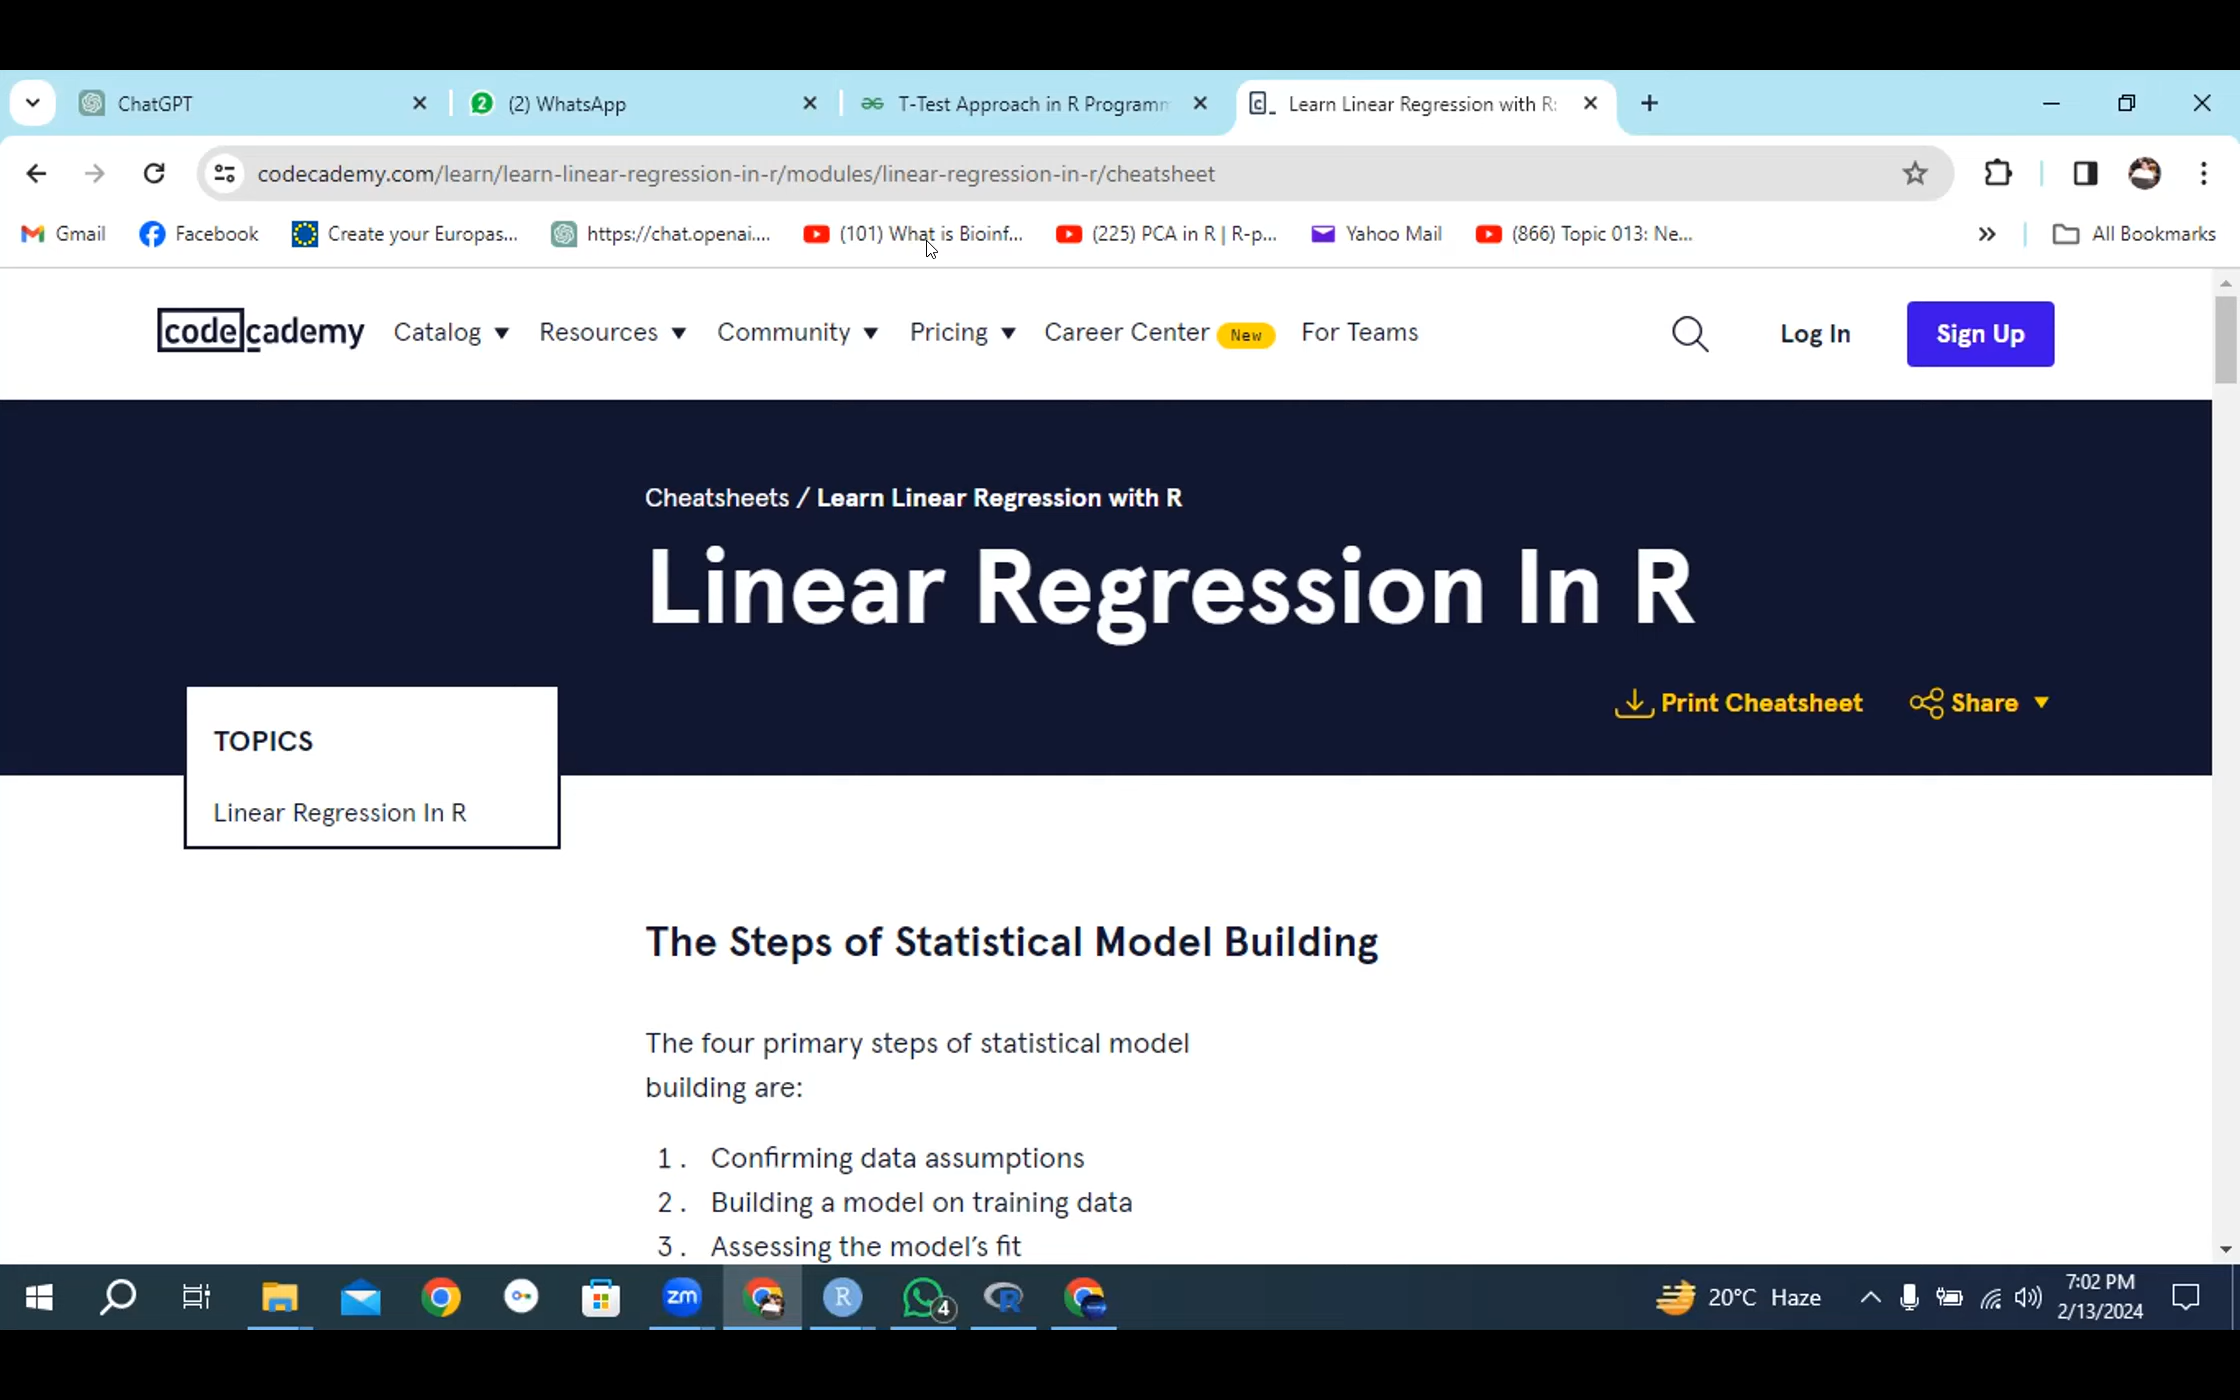 ChatGPT
2 (2) WhatsApp
T-Test Approach in R Programm
Learn Linear Regression with R:
codecademy.com/learn/learn-linear-regression-in-r/modules/linear-regression-in-r/cheatsheet
Gmail
Facebook
Create your Europas...
https://chat.openai....
(101) What is Bioinf...
(225) PCA in R | R-p...
Yahoo Mail
(866) Topic 013: Ne...
All Bookmarks
codecademy
Catalog
Resources
Community
Pricing
Career Center New
For Teams
Log In
Sign Up
Cheatsheets / Learn Linear Regression with R
Linear Regression In R
Print Cheatsheet
Share
TOPICS
Linear Regression In R
The Steps of Statistical Model Building
The four primary steps of statistical model
building are:
1. Confirming data assumptions
2. Building a model on training data
3. Assessing the model's fit
zm
R
4
R
20°C Haze
7:02 PM
2/13/2024